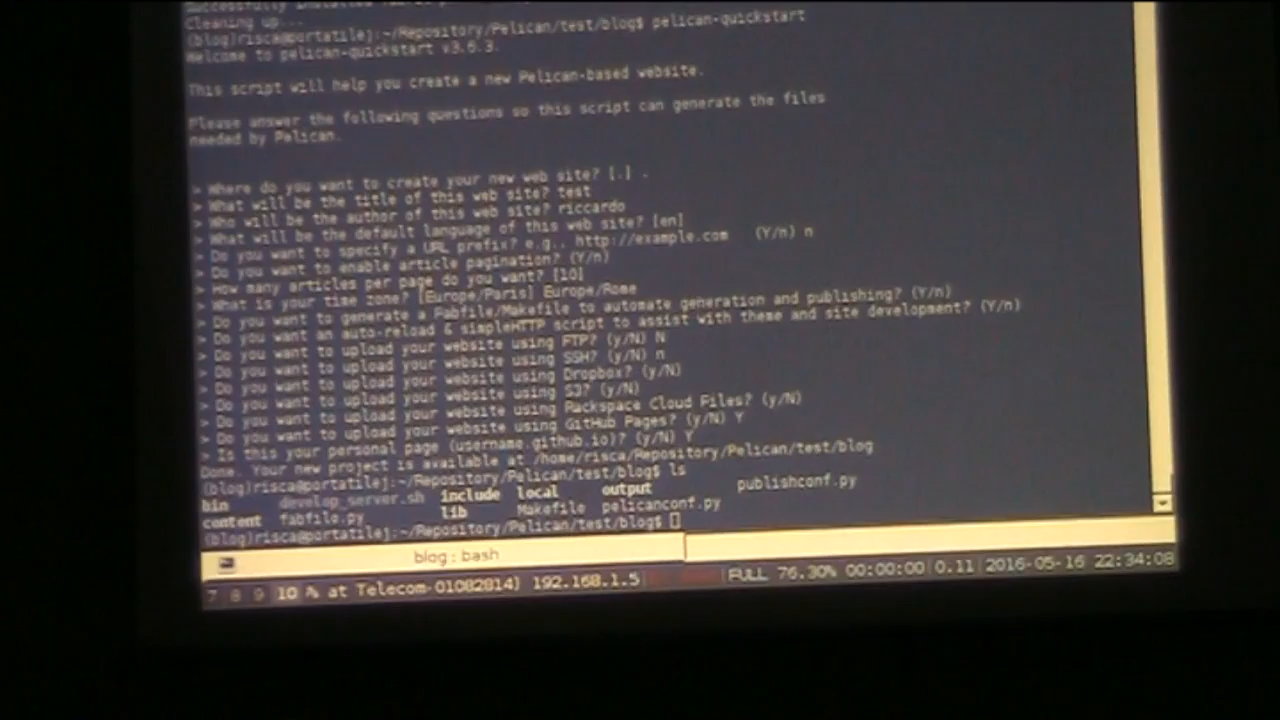 Successfully installed
Cleaning up...
(blog)risca@portatilej:~/Repository/Pelican/test/blog$ pelican-quickstart
Welcome to pelican-quickstart v3.6.3.
This script will help you create a new Pelican-based website.
Please answer the following questions so this script can generate the files
needed by Pelican.
> Where do you want to create your new web site? [.] .
> What will be the title of this web site? test
> Who will be the author of this web site? riccardo
> What will be the default language of this web site? [en]
> Do you want to specify a URL prefix? e.g., http://example.com (Y/n) n
> Do you want to enable article pagination? (Y/n)
> How many articles per page do you want? [10]
> What is your time zone? [Europe/Paris] Europe/Rome
> Do you want to generate a Fabfile/Makefile to automate generation and publishing? (Y/n)
> Do you want an auto-reload & simpleHTTP script to assist with theme and site development? (Y/n)
> Do you want to upload your website using FTP? (y/N) N
> Do you want to upload your website using SSH? (y/N) n
> Do you want to upload your website using Dropbox? (y/N)
> Do you want to upload your website using S3? (y/N)
> Do you want to upload your website using Rackspace Cloud Files? (y/N)
> Do you want to upload your website using GitHub Pages? (y/N) Y
> Is this your personal page (username.github.io)? (y/N) Y
Done. Your new project is available at /home/risca/Repository/Pelican/test/blog
(blog)risca@portatilej:~/Repository/Pelican/test/blog$ ls
bin develop_server.sh include local output publishconf.py
content fabfile.py lib Makefile pelicanconf.py
(blog)risca@portatilej:~/Repository/Pelican/test/blog$
blog : bash
7 8 9 10 % at Telecom-01082814) 192.168.1.5 FULL 76.30% 00:00:00 0.11 2016-05-16 22:34:08